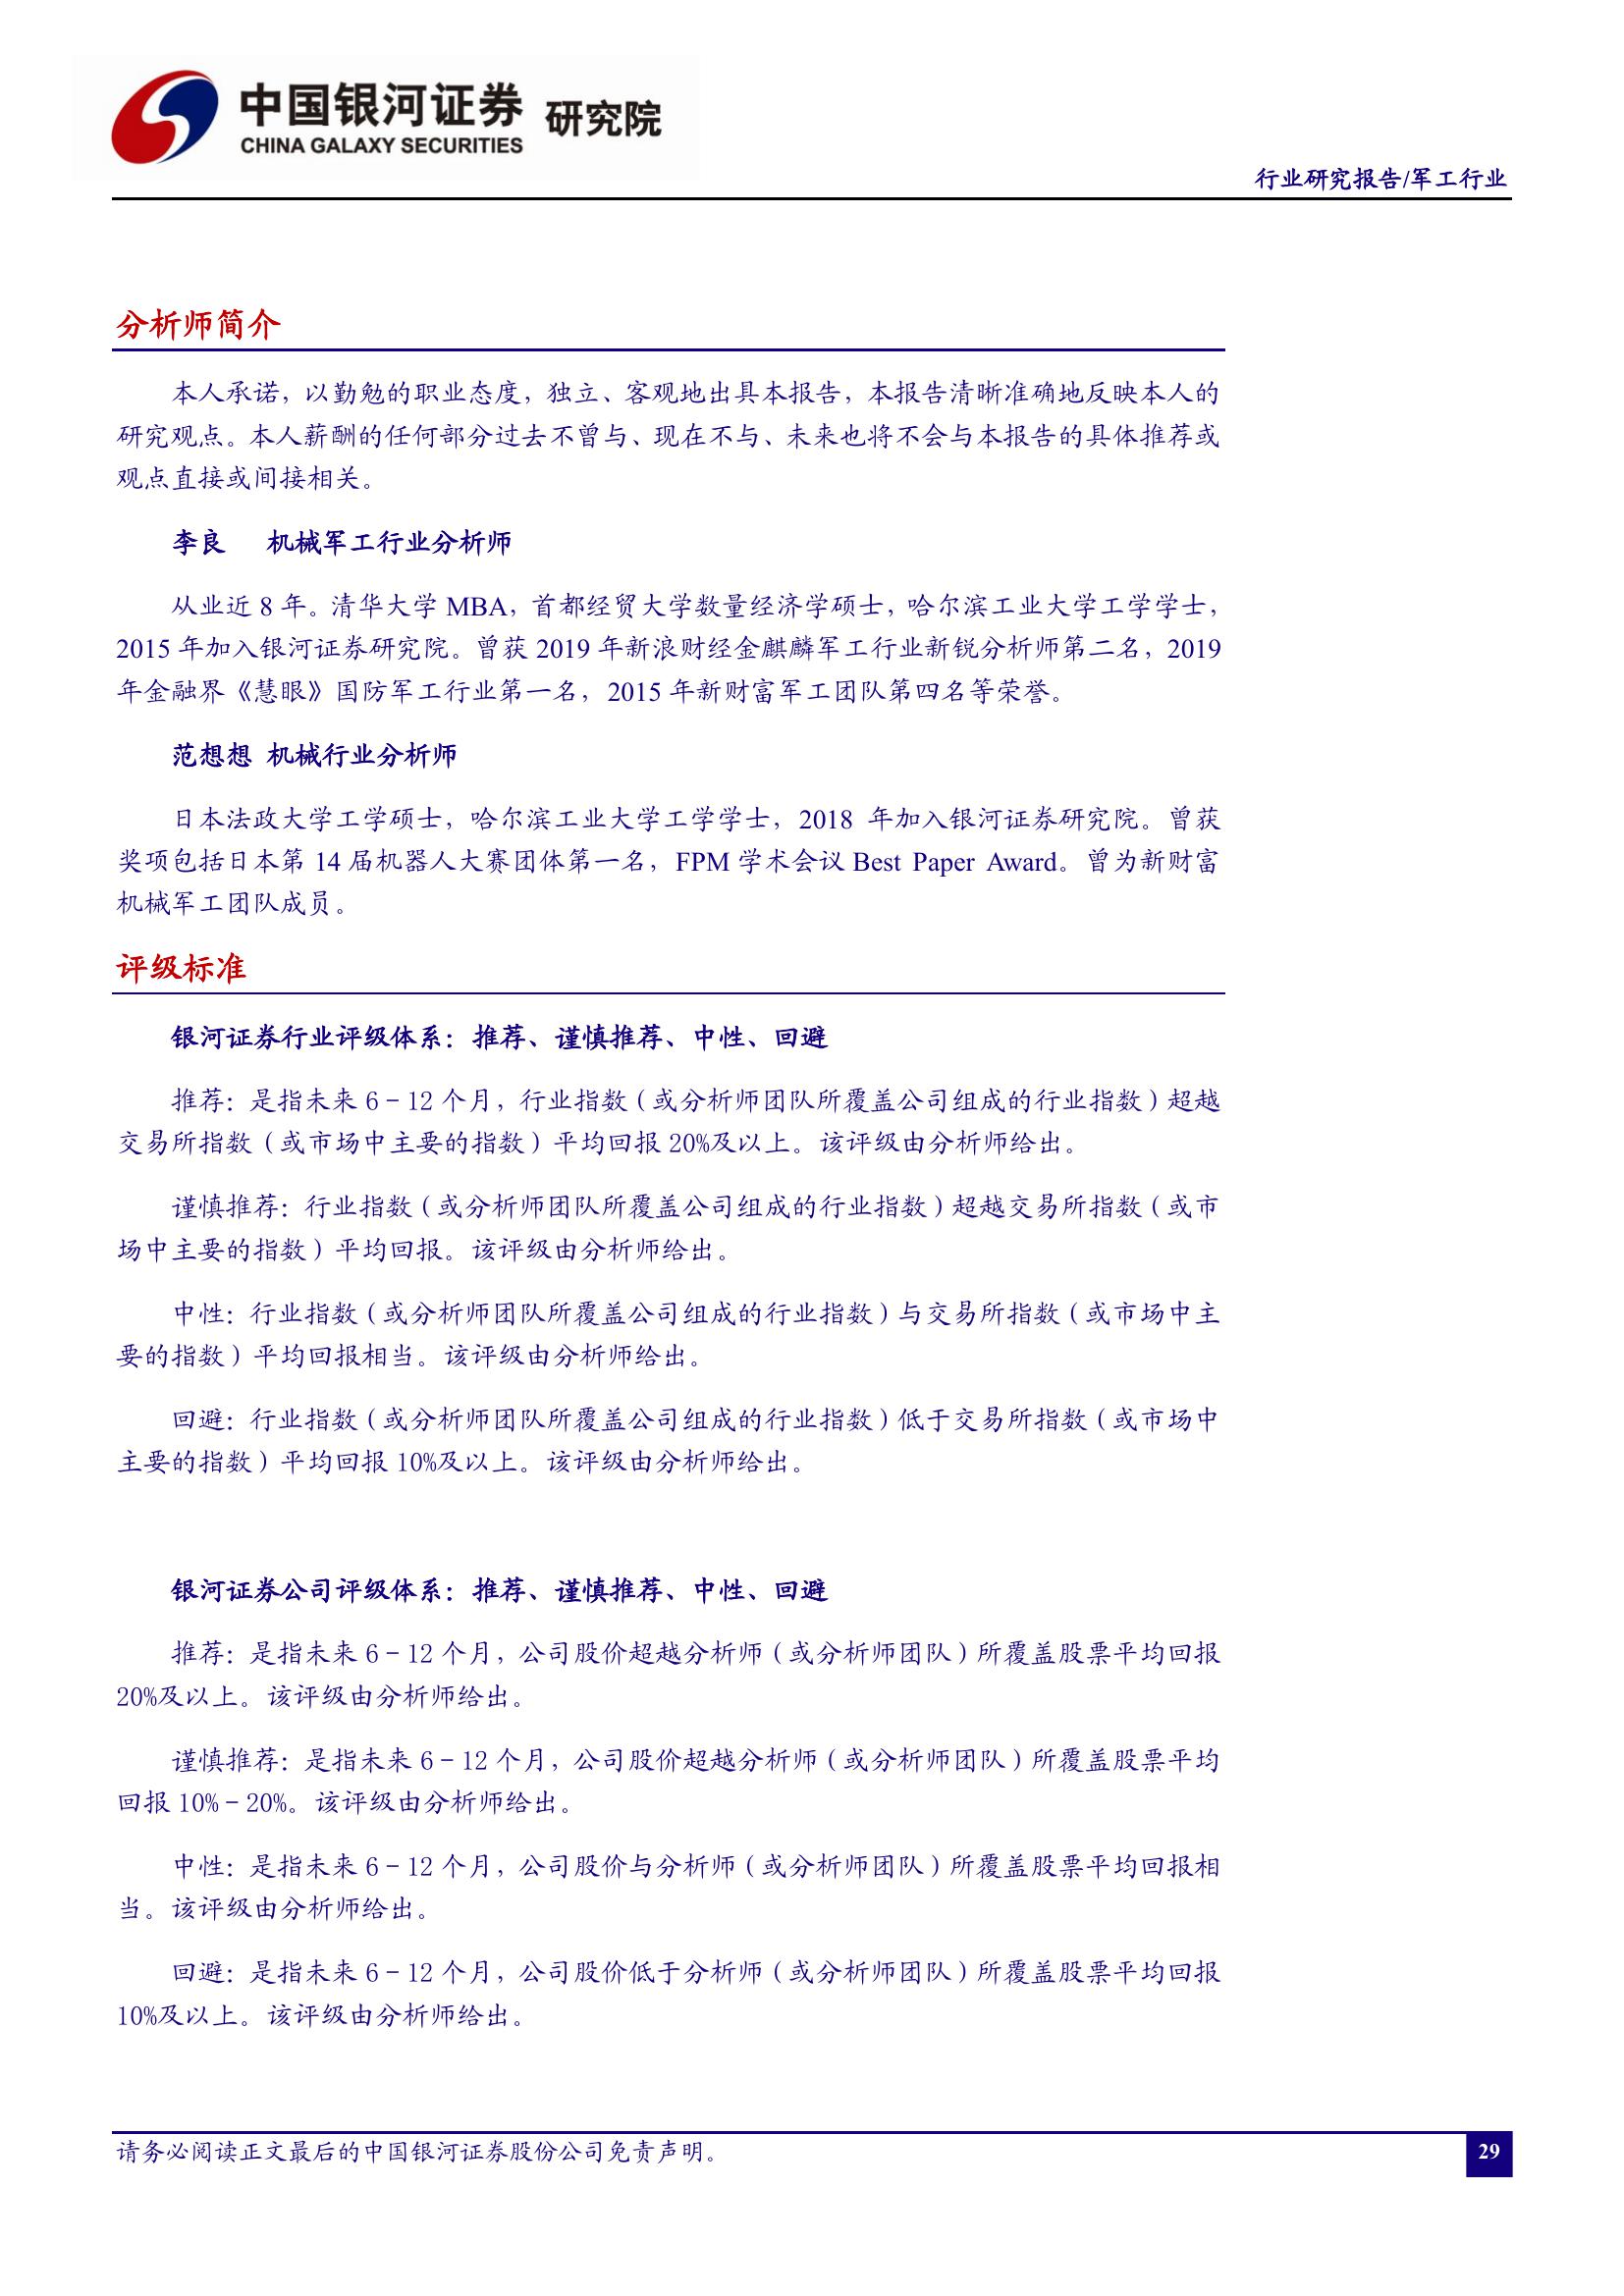 中国银河证券 研究院
CHINA GALAXY SECURITIES
行业研究报告/军工行业
分析师简介
本人承诺，以勤勉的职业态度，独立、客观地出具本报告，本报告清晰准确地反映本人的
研究观点。本人薪酬的任何部分过去不曾与、现在不与、未来也将不会与本报告的具体推荐或
观点直接或间接相关。
李良 机械军工行业分析师
从业近 8 年。清华大学 MBA，首都经贸大学数量经济学硕士，哈尔滨工业大学工学学士，
2015 年加入银河证券研究院。曾获 2019 年新浪财经金麒麟军工行业新锐分析师第二名，2019
年金融界《慧眼》国防军工行业第一名，2015 年新财富军工团队第四名等荣誉。
范想想 机械行业分析师
日本法政大学工学硕士，哈尔滨工业大学工学学士，2018 年加入银河证券研究院。曾获
奖项包括日本第 14 届机器人大赛团体第一名，FPM 学术会议 Best Paper Award。曾为新财富
机械军工团队成员。
评级标准
银河证券行业评级体系：推荐、谨慎推荐、中性、回避
推荐：是指未来 6－12 个月，行业指数（或分析师团队所覆盖公司组成的行业指数）超越
交易所指数（或市场中主要的指数）平均回报 20%及以上。该评级由分析师给出。
谨慎推荐：行业指数（或分析师团队所覆盖公司组成的行业指数）超越交易所指数（或市
场中主要的指数）平均回报。该评级由分析师给出。
中性：行业指数（或分析师团队所覆盖公司组成的行业指数）与交易所指数（或市场中主
要的指数）平均回报相当。该评级由分析师给出。
回避：行业指数（或分析师团队所覆盖公司组成的行业指数）低于交易所指数（或市场中
主要的指数）平均回报 10%及以上。该评级由分析师给出。
银河证券公司评级体系：推荐、谨慎推荐、中性、回避
推荐：是指未来 6－12 个月，公司股价超越分析师（或分析师团队）所覆盖股票平均回报
20%及以上。该评级由分析师给出。
谨慎推荐：是指未来 6－12 个月，公司股价超越分析师（或分析师团队）所覆盖股票平均
回报 10%－20%。该评级由分析师给出。
中性：是指未来 6－12 个月，公司股价与分析师（或分析师团队）所覆盖股票平均回报相
当。该评级由分析师给出。
回避：是指未来 6－12 个月，公司股价低于分析师（或分析师团队）所覆盖股票平均回报
10%及以上。该评级由分析师给出。
请务必阅读正文最后的中国银河证券股份公司免责声明。
29